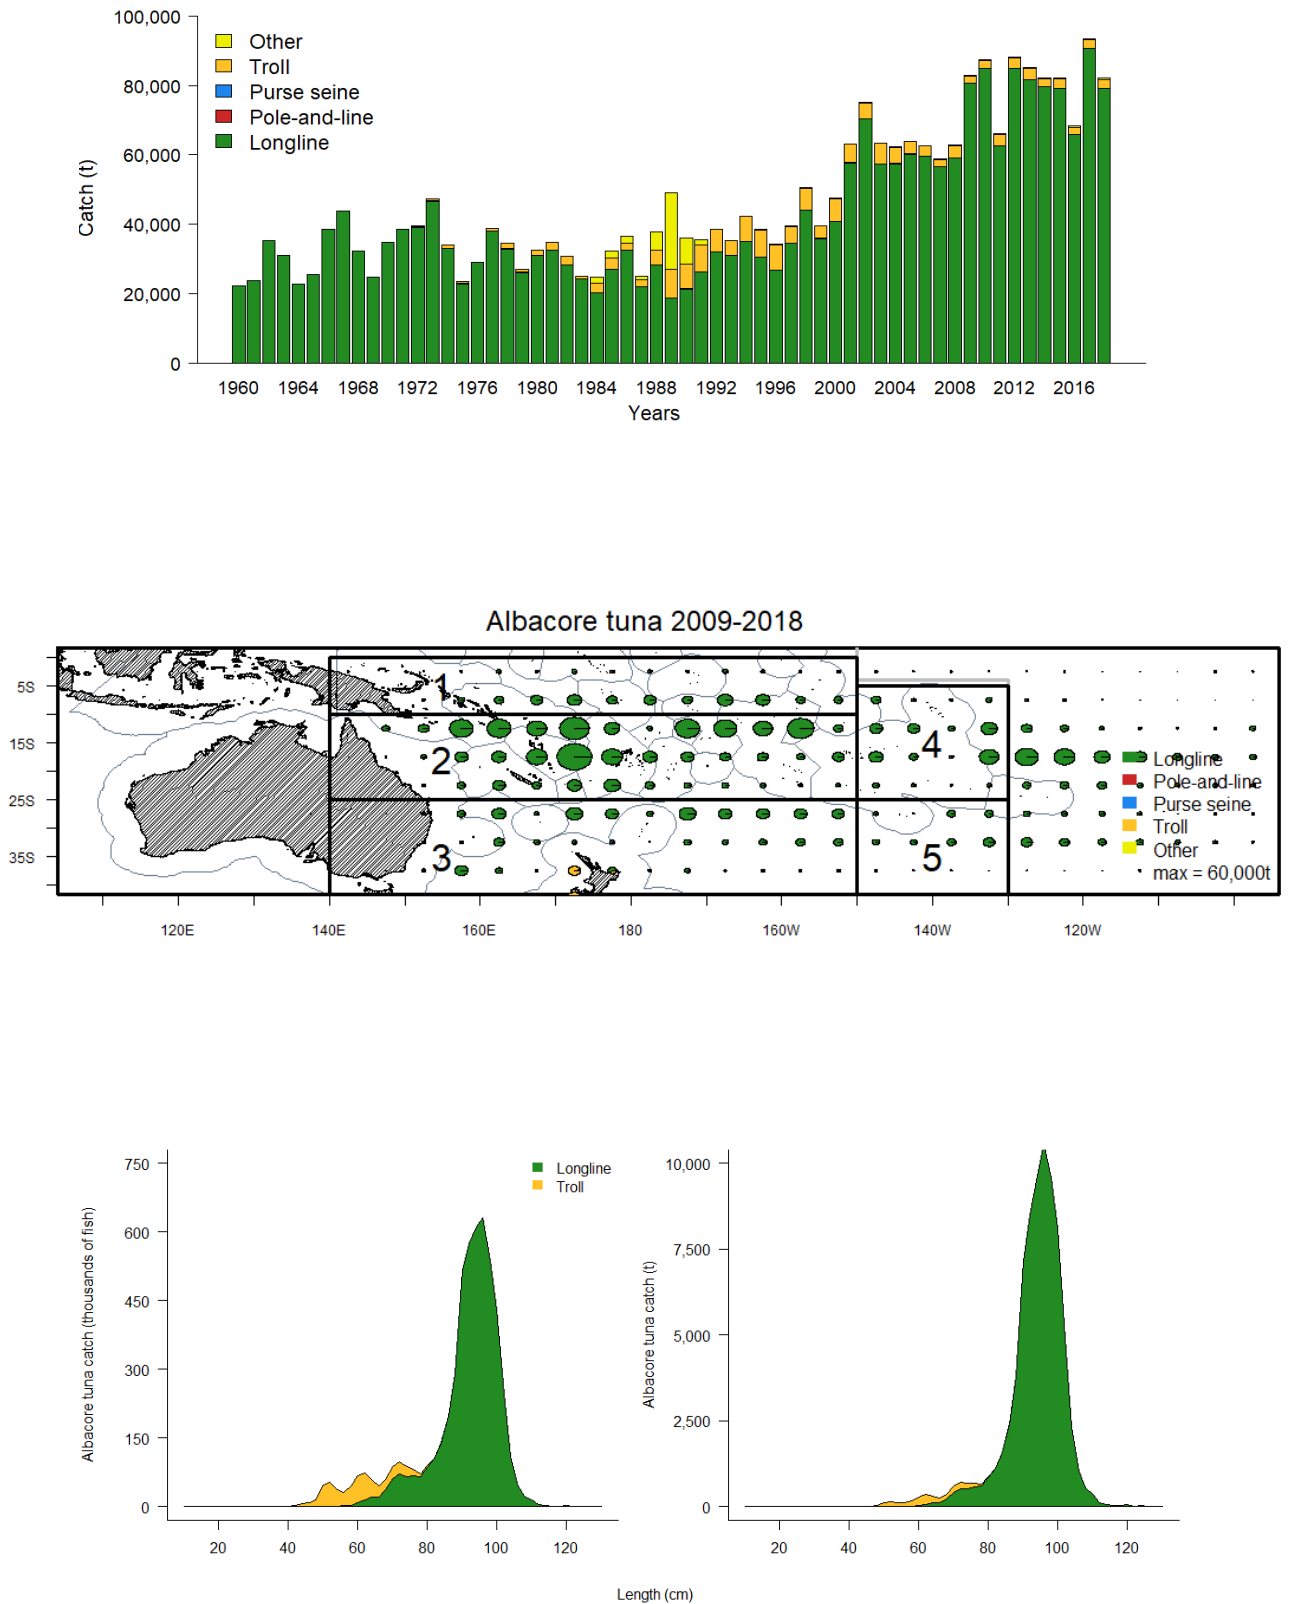 100,000
80,000
60,000
40,000
20,000
0
Catch (t)
Other
Troll
Purse seine
Pole-and-line
Longline
1960 1964 1968 1972 1976 1980 1984 1988 1992 1996 2000 2004 2008 2012 2016
Years
Albacore tuna 2009-2018
5S
15S
25S
35S
1
2
3
4
5
Longline
Pole-and-line
Purse seine
Troll
Other
max = 60,000t
120E 140E 160E 180 160W 140W 120W
750
600
450
300
150
0
Albacore tuna catch (thousands of fish)
Longline
Troll
20 40 60 80 100 120
10,000
7,500
5,000
2,500
0
Albacore tuna catch (t)
20 40 60 80 100 120
Length (cm)